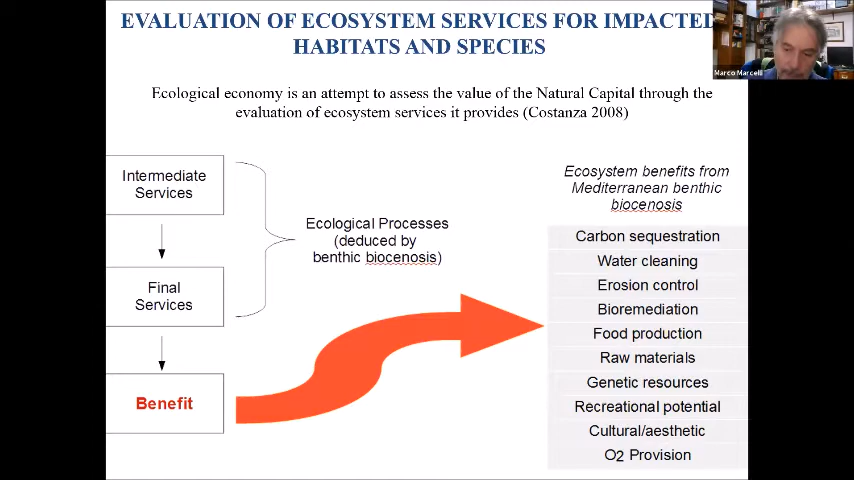 EVALUATION OF ECOSYSTEM SERVICES FOR IMPACTED
HABITATS AND SPECIES
Marco Marcelli
Ecological economy is an attempt to assess the value of the Natural Capital through the
evaluation of ecosystem services it provides (Costanza 2008)
Intermediate
Services
Final
Services
Benefit
Ecological Processes
(deduced by
benthic biocenosis)
Ecosystem benefits from
Mediterranean benthic
biocenosis
Carbon sequestration
Water cleaning
Erosion control
Bioremediation
Food production
Raw materials
Genetic resources
Recreational potential
Cultural/aesthetic
O2 Provision